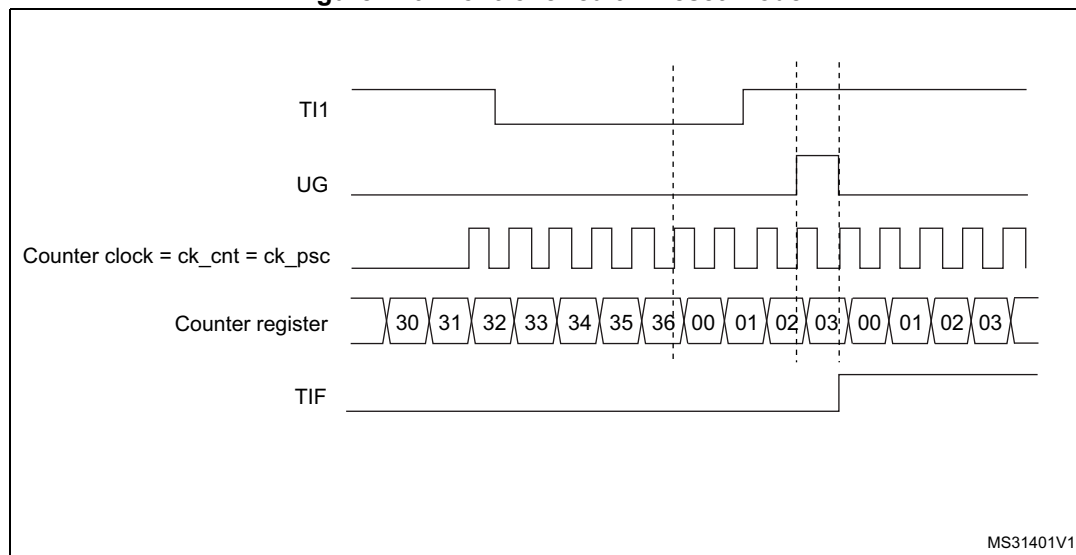 TI1
UG
Counter clock = ck_cnt = ck_psc
Counter register 30 31 32 33 34 35 36 00 01 02 03 00 01 02 03
TIF
MS31401V1